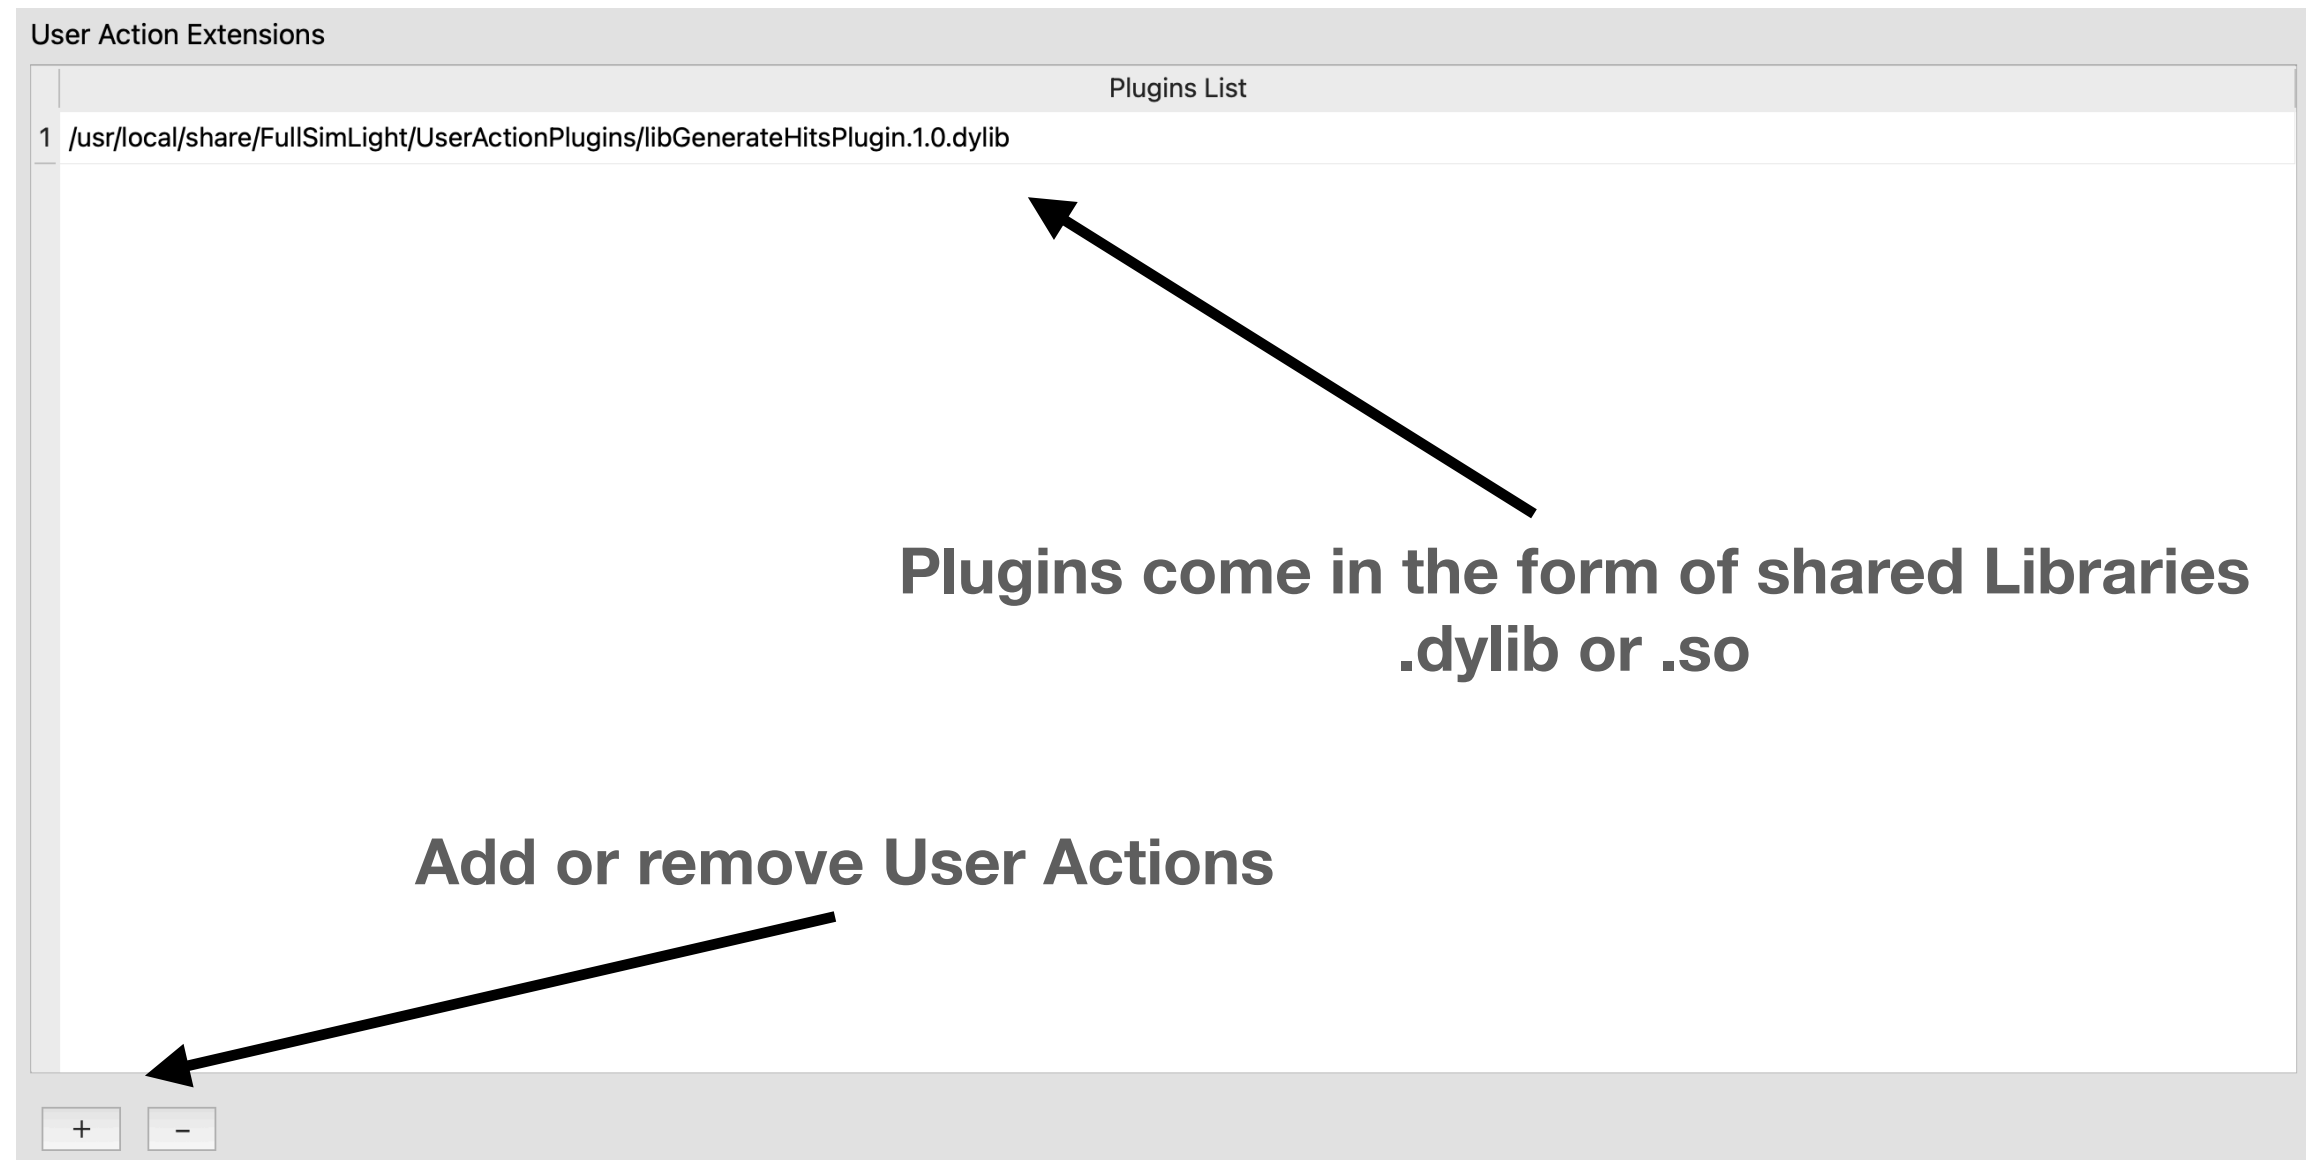 User Action Extensions
Plugins List
1 /usr/local/share/FullSimLight/UserActionPlugins/libGenerateHitsPlugin.1.0.dylib
Plugins come in the form of shared Libraries
.dylib or .so
Add or remove User Actions
+ −